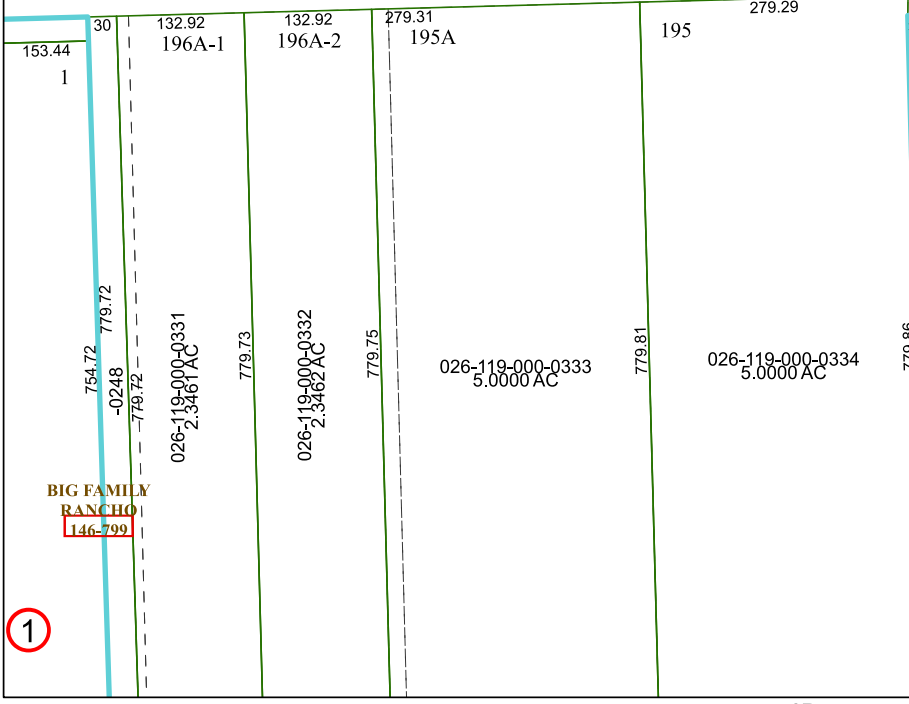 279.29
30
132.92
132.92
279.31
153.44
196A-1
196A-2
195A
195
1
754.72
779.72
-0248
779.72
026-119-000-0331
2.3461 AC
779.73
026-119-000-0332
2.3462 AC
779.75
026-119-000-0333
5.0000 AC
779.81
026-119-000-0334
5.0000 AC
779.86
BIG FAMILY
RANCHO
146-799
1